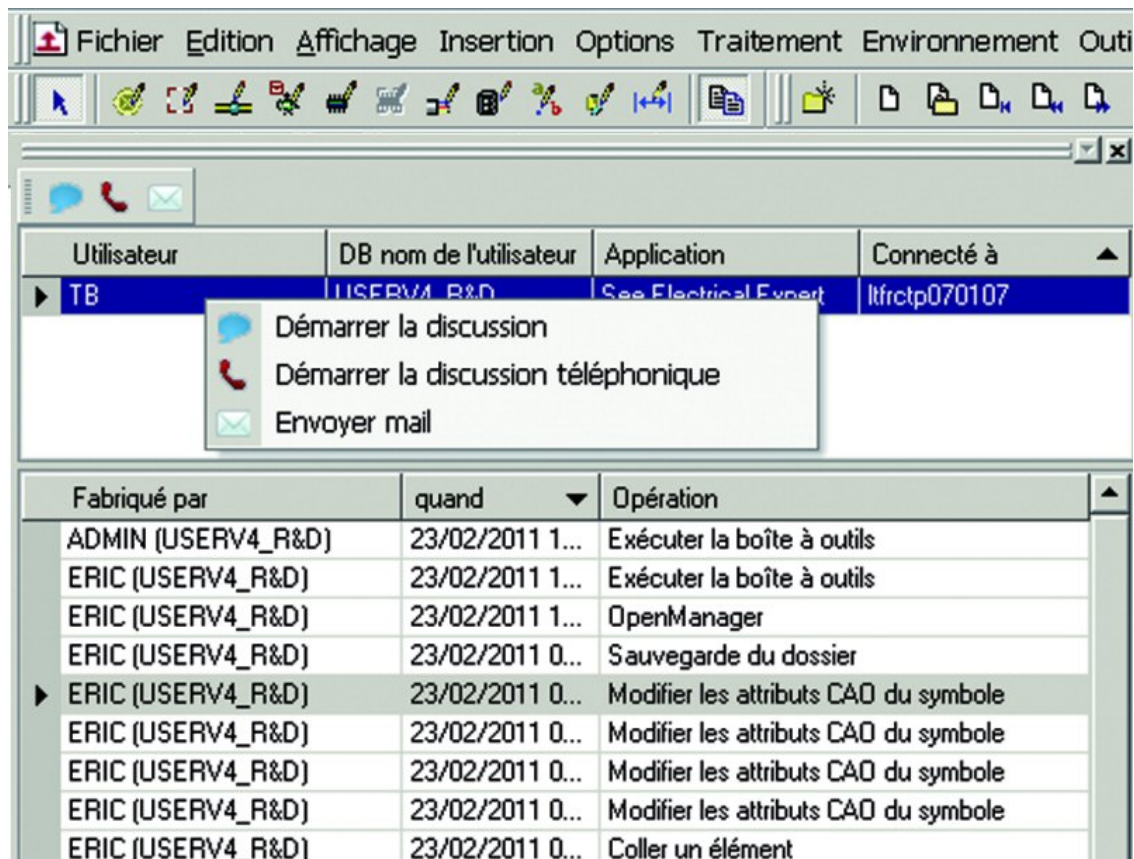 Fichier Edition Affichage Insertion Options Traitement Environnement Outi
Utilisateur DB nom de l'utilisateur Application Connecté à
TB USERV4_R&D See Electrical Expert ltfrctp070107
Démarrer la discussion
Démarrer la discussion téléphonique
Envoyer mail
Fabriqué par quand Opération
ADMIN (USERV4_R&D) 23/02/2011 1... Exécuter la boîte à outils
ERIC (USERV4_R&D) 23/02/2011 1... Exécuter la boîte à outils
ERIC (USERV4_R&D) 23/02/2011 1... OpenManager
ERIC (USERV4_R&D) 23/02/2011 0... Sauvegarde du dossier
ERIC (USERV4_R&D) 23/02/2011 0... Modifier les attributs CAO du symbole
ERIC (USERV4_R&D) 23/02/2011 0... Modifier les attributs CAO du symbole
ERIC (USERV4_R&D) 23/02/2011 0... Modifier les attributs CAO du symbole
ERIC (USERV4_R&D) 23/02/2011 0... Modifier les attributs CAO du symbole
ERIC (USERV4_R&D) 23/02/2011 0... Coller un élément